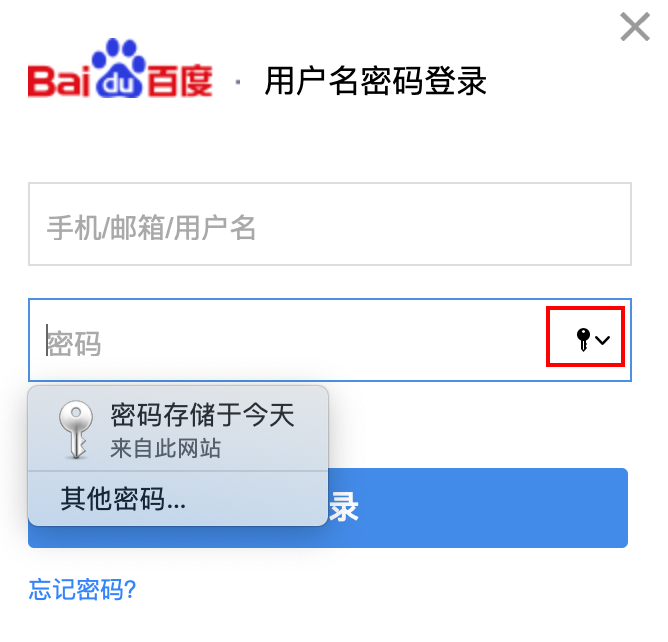 Bai du 百度 · 用户名密码登录
手机/邮箱/用户名
密码
密码存储于今天
来自此网站
其他密码...
录
忘记密码?